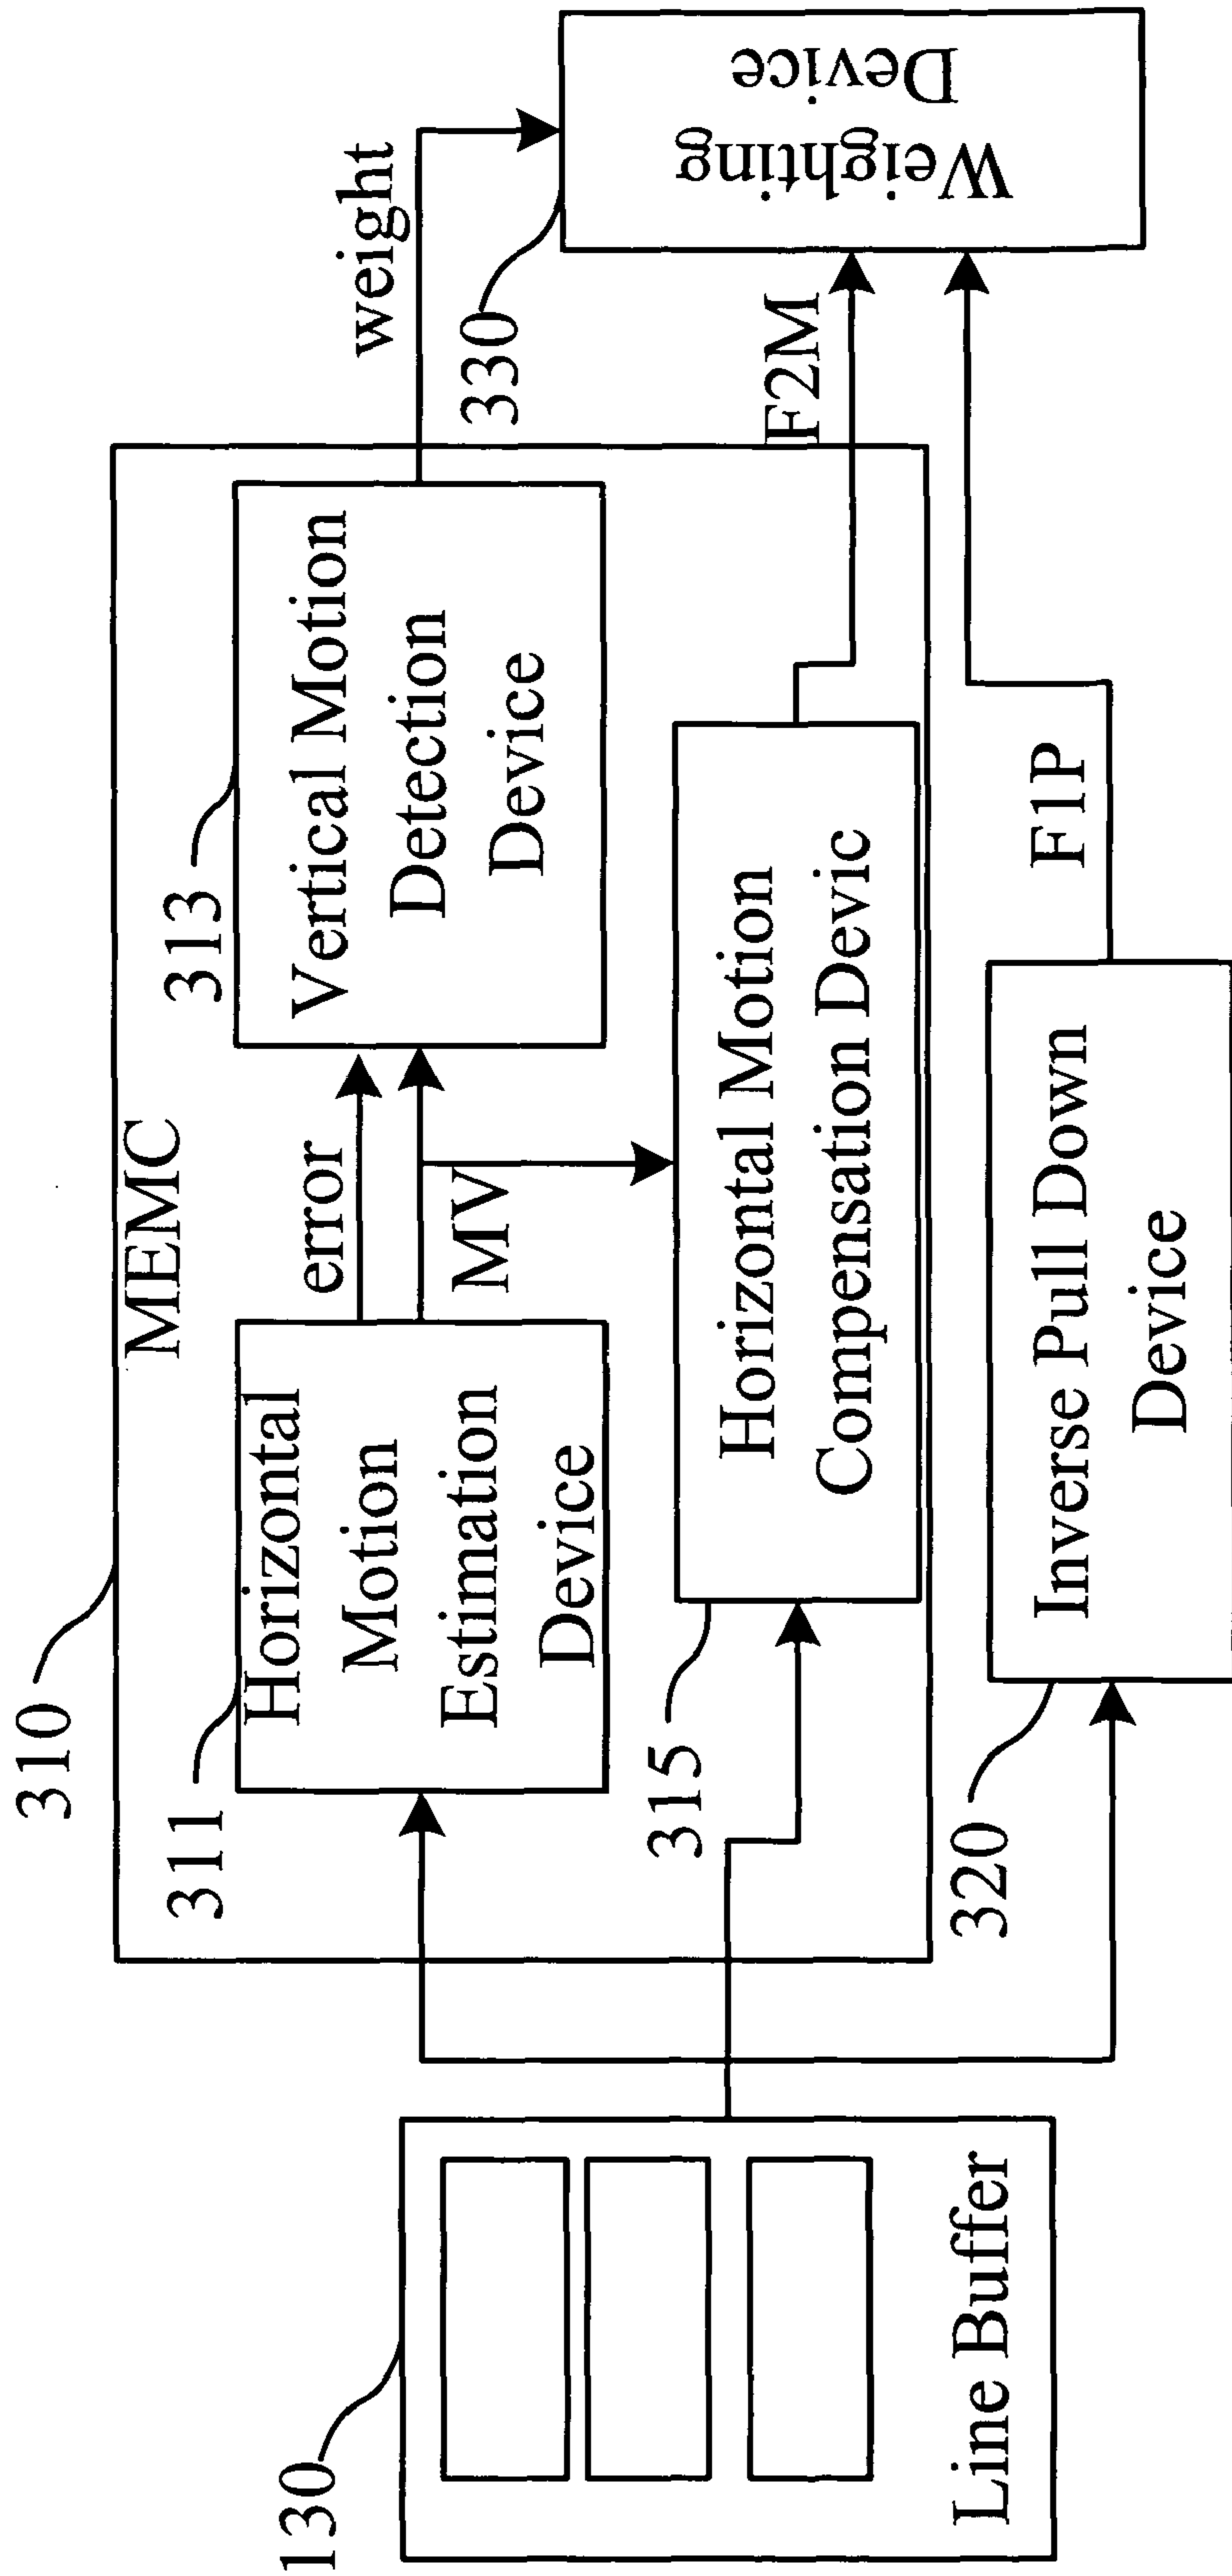 310
MEMC
311
Horizontal
Motion
Estimation
Device
error
MV
313
Vertical Motion
Detection
Device
weight
330
Weighting
Device
130
Line Buffer
315
Horizontal Motion
Compensation Devic
F2M
320
Inverse Pull Down
Device
F1P